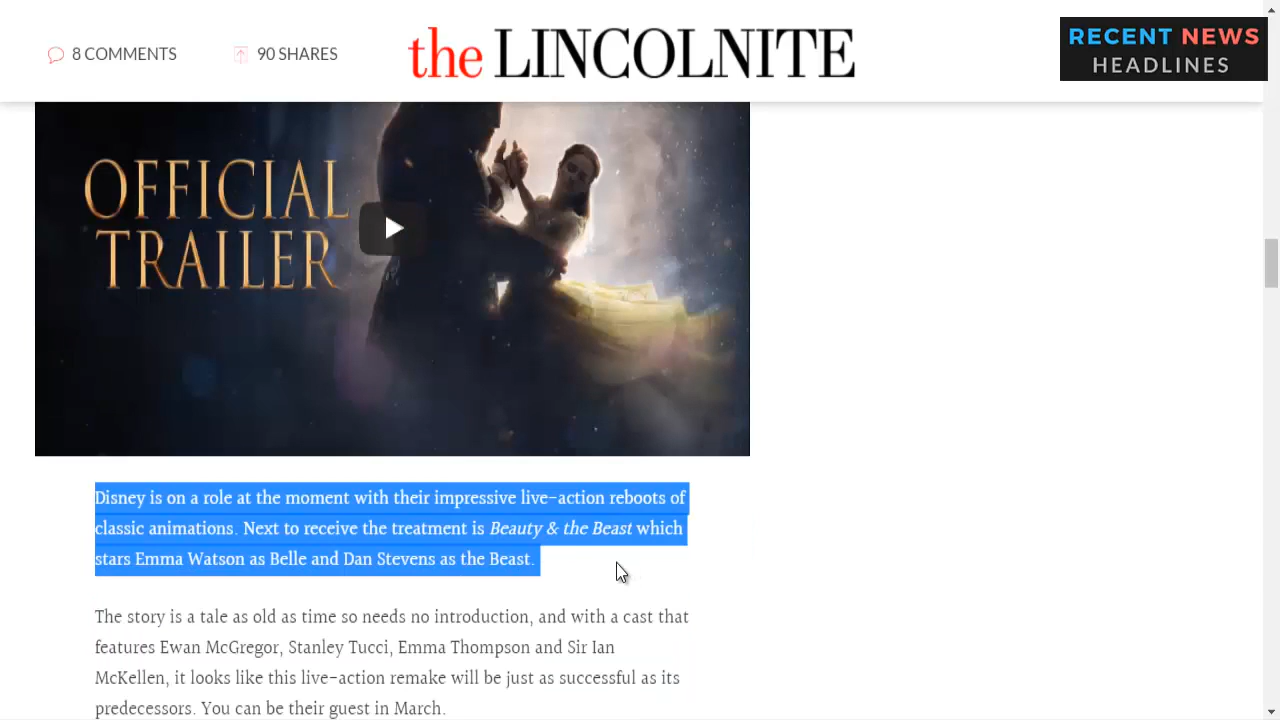 8 COMMENTS
90 SHARES
the LINCOLNITE
RECENT NEWS
HEADLINES
OFFICIAL
TRAILER
Disney is on a role at the moment with their impressive live-action reboots of
classic animations. Next to receive the treatment is Beauty & the Beast which
stars Emma Watson as Belle and Dan Stevens as the Beast.
The story is a tale as old as time so needs no introduction, and with a cast that
features Ewan McGregor, Stanley Tucci, Emma Thompson and Sir Ian
McKellen, it looks like this live-action remake will be just as successful as its
predecessors. You can be their guest in March.